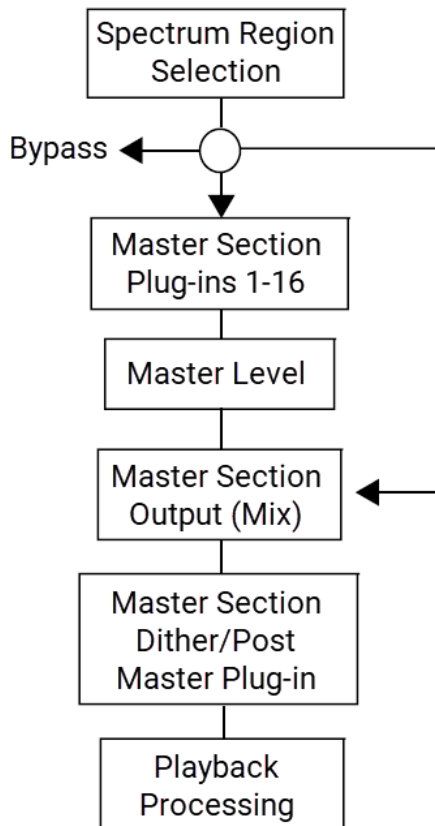 Spectrum Region
Selection
Bypass
Master Section
Plug-ins 1-16
Master Level
Master Section
Output (Mix)
Master Section
Dither/Post
Master Plug-in
Playback
Processing